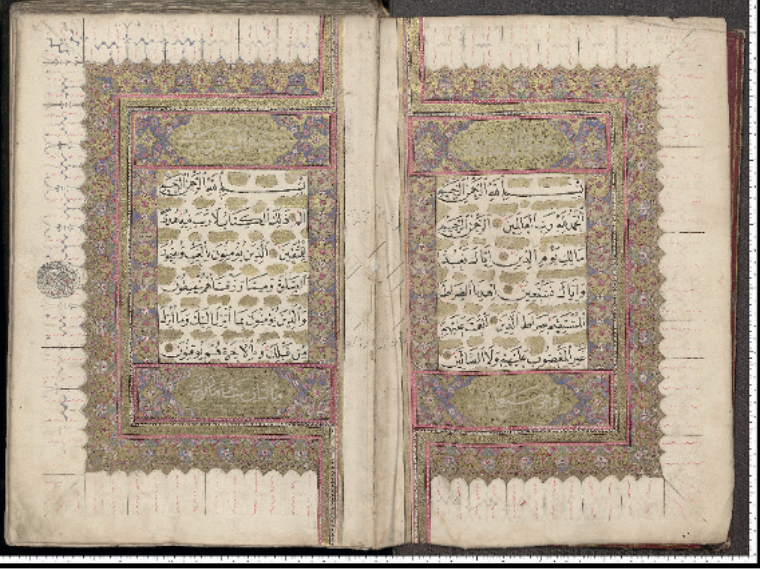 بسم الله الرحمن الرحيم
الحمد لله رب العالمين الرحمن الرحيم
مالك يوم الدين اياك نعبد
واياك نستعين اهدنا الصراط
المستقيم صراط الذين انعمت عليهم
غير المغضوب عليهم ولا الضالين
بسم الله الرحمن الرحيم
الم ذلك الكتاب لا ريب فيه هدى
للمتقين الذين يؤمنون بالغيب ويقيمون
الصلوة ومما رزقناهم ينفقون
والذين يؤمنون بما انزل اليك وما انزل
من قبلك وبالاخرة هم يوقنون